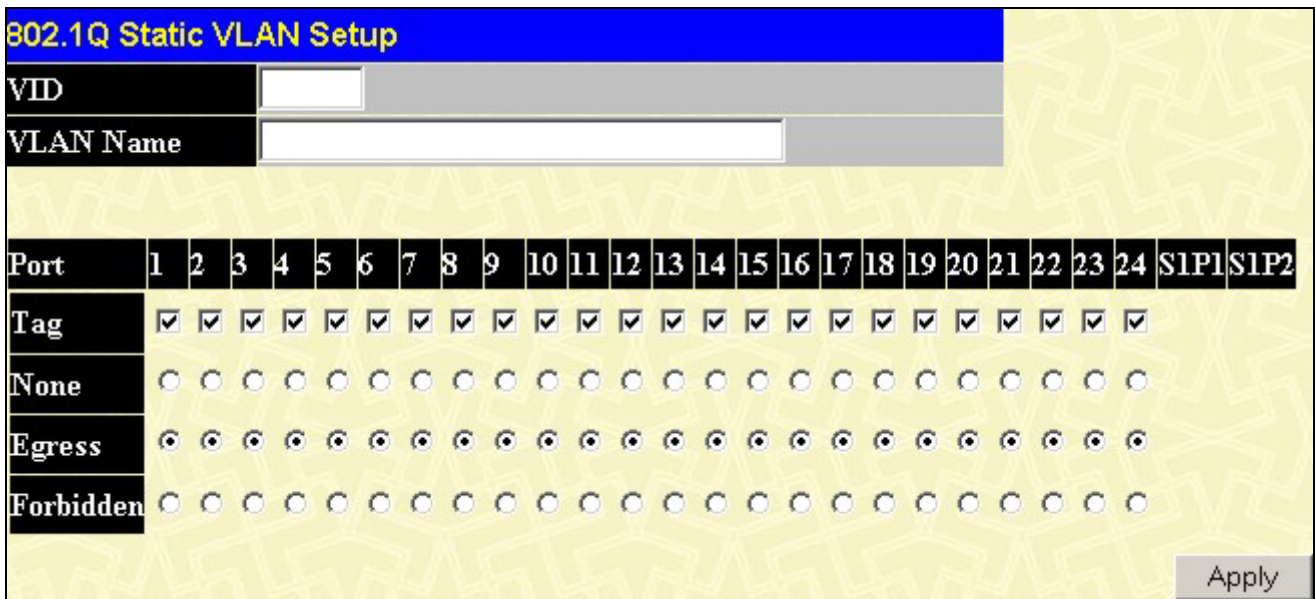 802.1Q Static VLAN Setup
VID
VLAN Name
Port 1 2 3 4 5 6 7 8 9 10 11 12 13 14 15 16 17 18 19 20 21 22 23 24 S1P1 S1P2
Tag
None
Egress
Forbidden
Apply